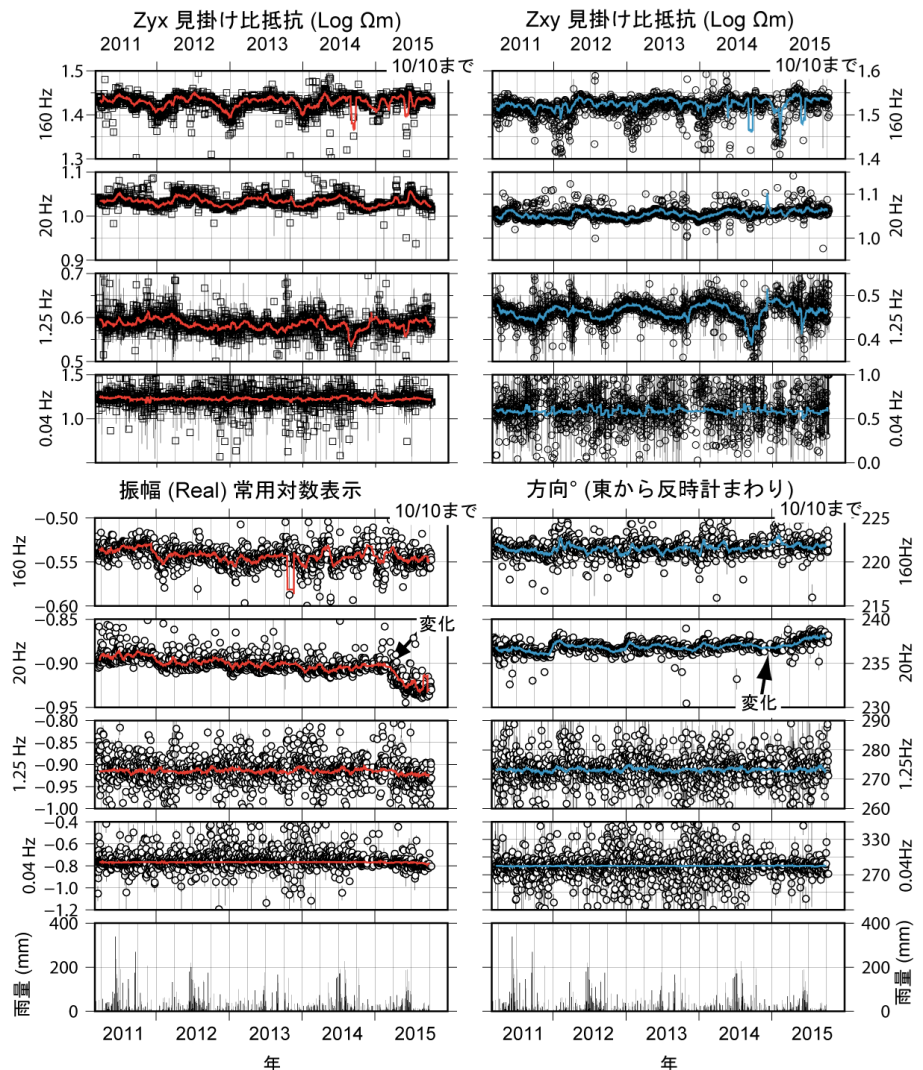 Zyx 見掛け比抵抗 (Log Ωm)
2011 2012 2013 2014 2015
10/10まで
160 Hz
1.5
1.4
1.3
20 Hz
1.1
1.0
0.9
1.25 Hz
0.7
0.6
0.5
0.04 Hz
1.5
1.0
Zxy 見掛け比抵抗 (Log Ωm)
2011 2012 2013 2014 2015
10/10まで
1.6
1.5
1.4
160 Hz
1.1
1.0
20 Hz
0.5
0.4
1.25 Hz
1.0
0.5
0.0
0.04 Hz
振幅 (Real) 常用対数表示
10/10まで
160 Hz
−0.50
−0.55
−0.60
20 Hz
−0.85
−0.90
−0.95
変化
1.25 Hz
−0.80
−0.85
−0.90
−0.95
−1.00
0.04 Hz
−0.4
−0.6
−0.8
−1.0
−1.2
雨量 (mm)
400
200
0
2011 2012 2013 2014 2015
年
方向° (東から反時計まわり)
10/10まで
225
220
215
160Hz
240
235
230
20 Hz
変化
290
280
270
260
1.25Hz
330
270
0.04Hz
400
200
0
雨量 (mm)
2011 2012 2013 2014 2015
年